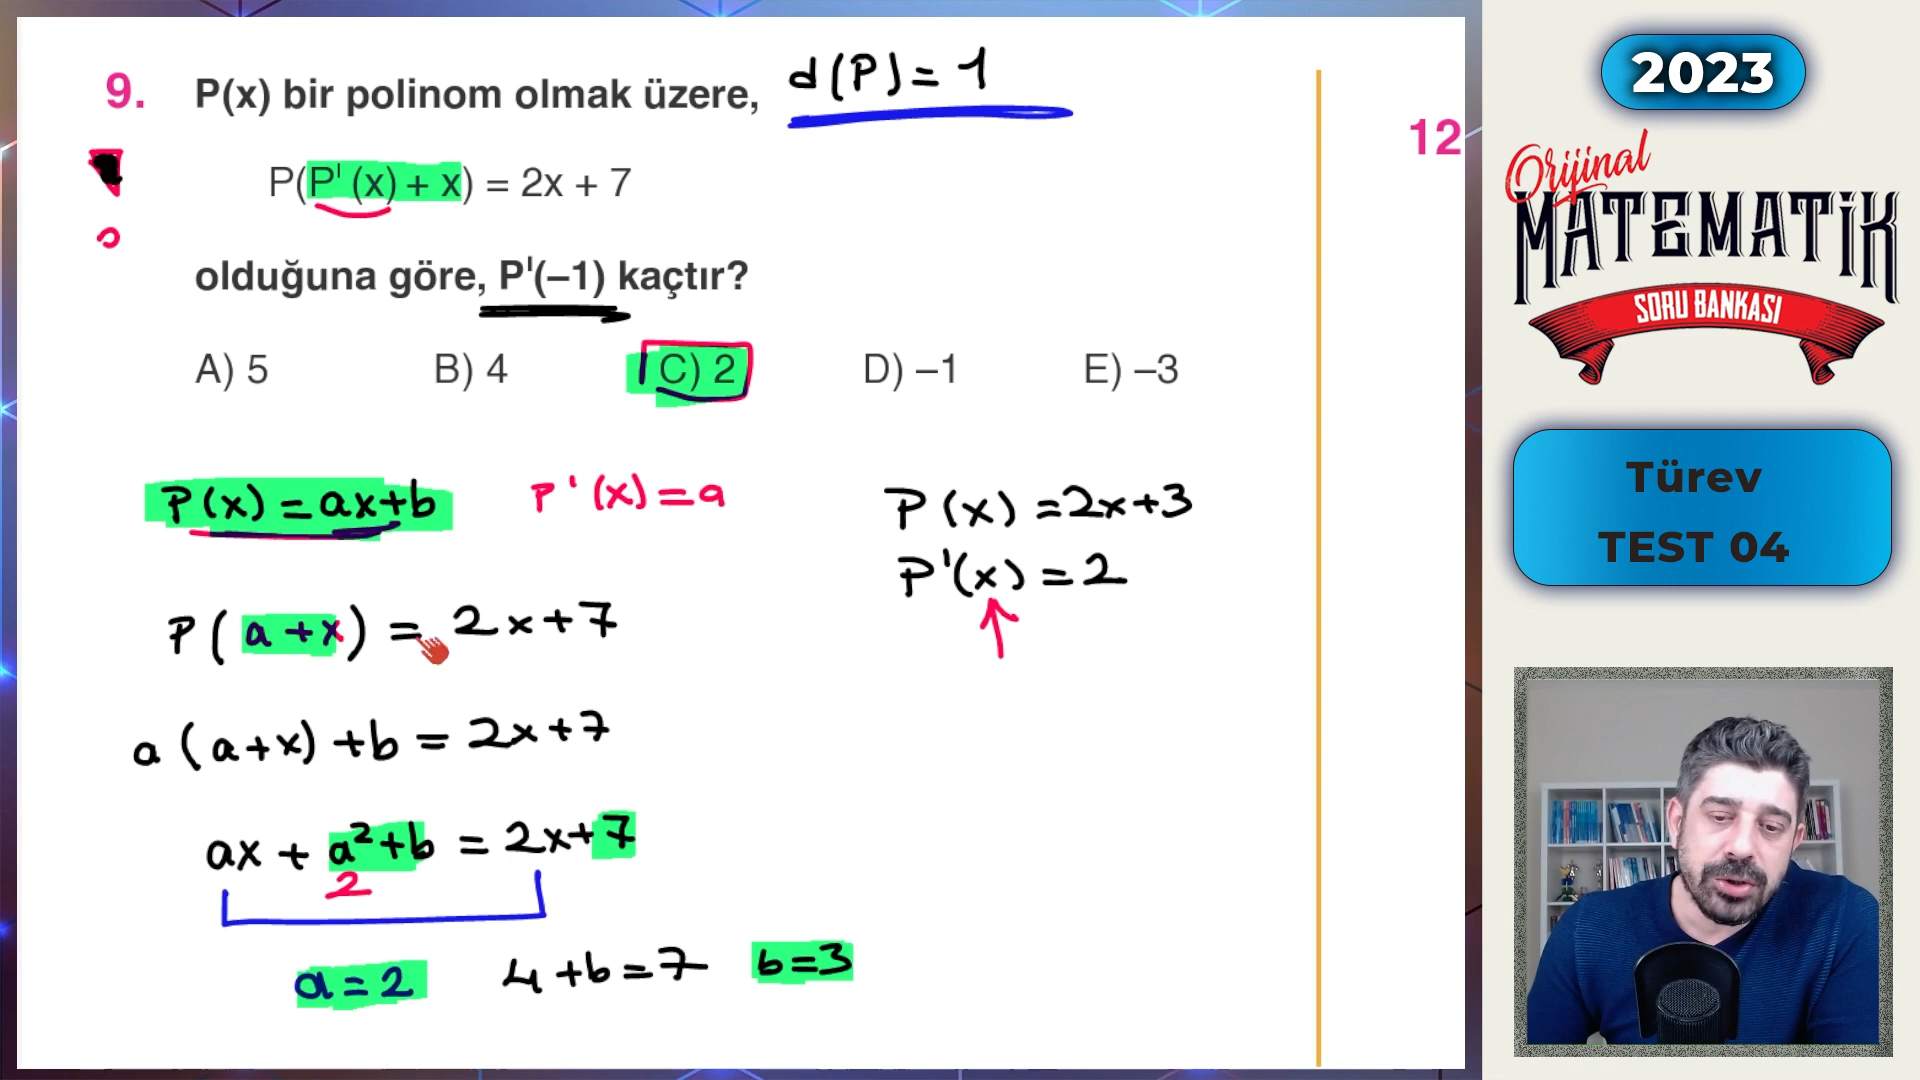 9. P(x) bir polinom olmak üzere, d(P) = 1
P(P'(x) + x) = 2x + 7
olduğuna göre, P'(–1) kaçtır?
A) 5 B) 4 C) 2 D) –1 E) –3
P(x) = ax+b P'(x) = a
P(a+x) = 2x+7
a(a+x)+b = 2x+7
ax + a²+b = 2x+7
2
a=2 4+b=7 b=3
P(x) = 2x+3
P'(x) = 2
12
2023
Orijinal
MATEMATİK
SORU BANKASI
Türev
TEST 04